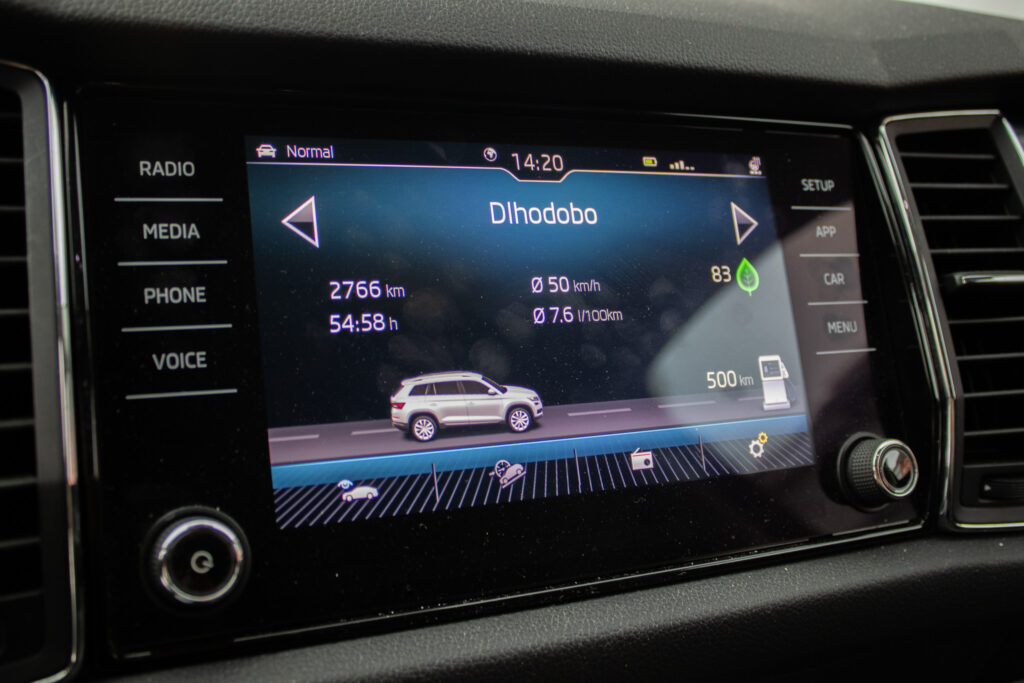 RADIO
MEDIA
PHONE
VOICE
Normal
14:20
Dlhodobo
2766 km
Ø 50 km/h
83
54:58 h
Ø 7.6 l/100km
500 km
SETUP
APP
CAR
MENU